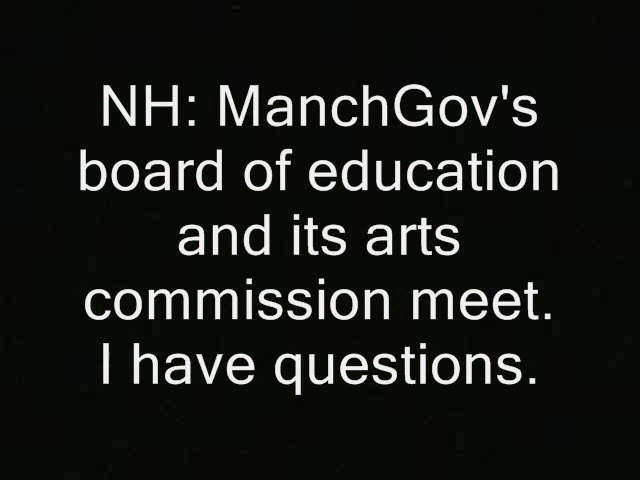 NH: ManchGov's
board of education
and its arts
commission meet.
I have questions.